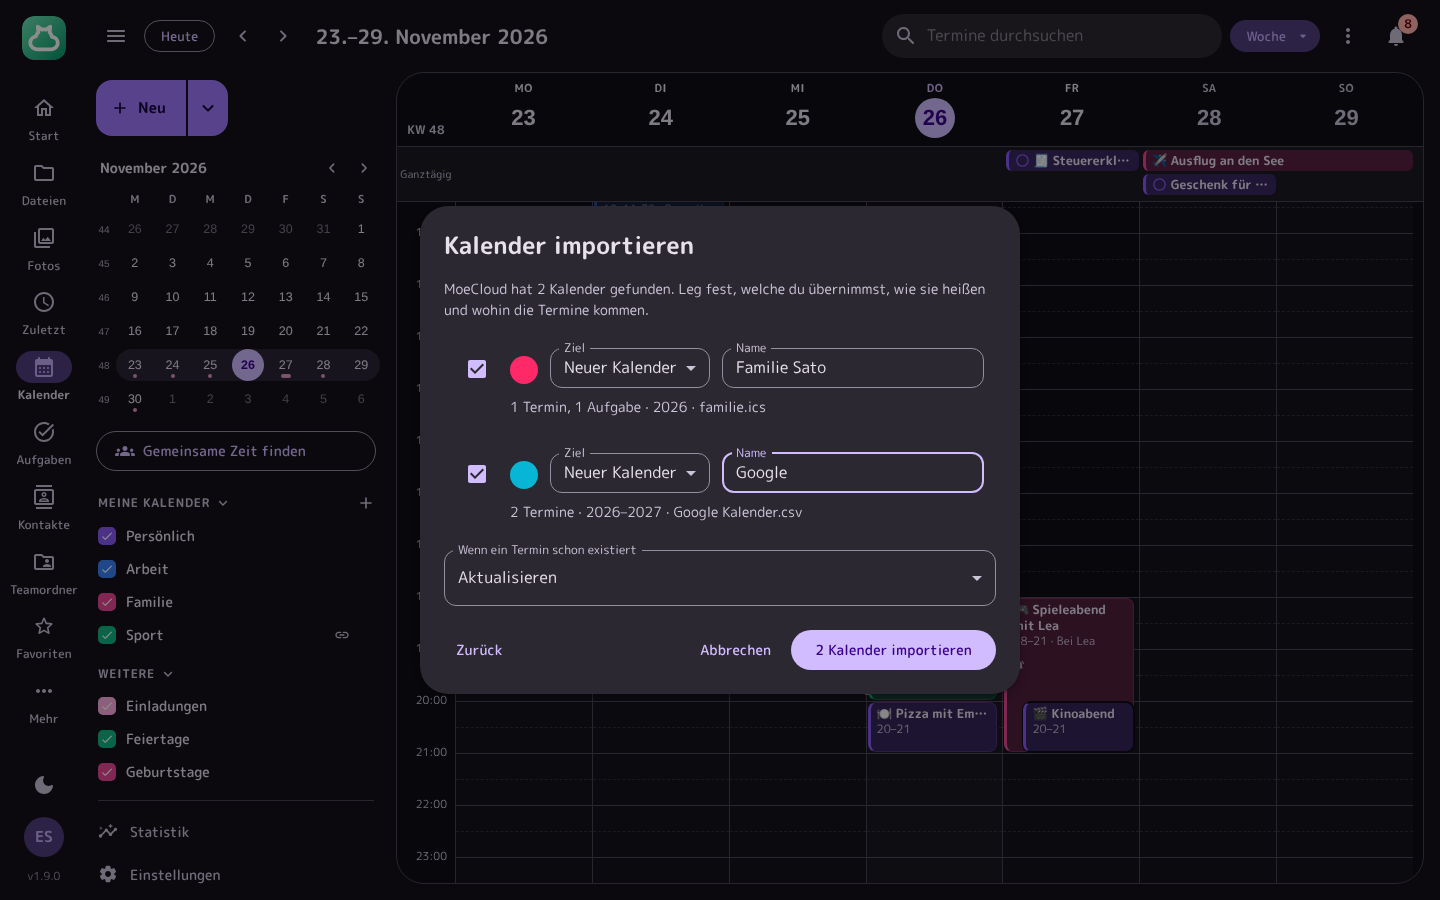 Heute
23.–29. November 2026
Termine durchsuchen
Woche
8
Start
Dateien
Fotos
Zuletzt
Kalender
Aufgaben
Kontakte
Teamordner
Favoriten
Mehr
ES
v1.9.0
Neu
November 2026
M D M D F S S
44 26 27 28 29 30 31 1
45 2 3 4 5 6 7 8
46 9 10 11 12 13 14 15
47 16 17 18 19 20 21 22
48 23 24 25 26 27 28 29
49 30 1 2 3 4 5 6
Gemeinsame Zeit finden
MEINE KALENDER
Persönlich
Arbeit
Familie
Sport
WEITERE
Einladungen
Feiertage
Geburtstage
Statistik
Einstellungen
KW 48
MO DI MI DO FR SA SO
23 24 25 26 27 28 29
Ganztägig
Steuererkl…
Ausflug an den See
Geschenk für …
Kalender importieren
MoeCloud hat 2 Kalender gefunden. Leg fest, welche du übernimmst, wie sie heißen
und wohin die Termine kommen.
Ziel
Neuer Kalender
Name
Familie Sato
1 Termin, 1 Aufgabe · 2026 · familie.ics
Ziel
Neuer Kalender
Name
Google
2 Termine · 2026–2027 · Google Kalender.csv
Wenn ein Termin schon existiert
Aktualisieren
Zurück
Abbrechen
2 Kalender importieren
Spieleabend
mit Lea
18–21 · Bei Lea
20:00
Pizza mit Em…
20–21
Kinoabend
20–21
21:00
22:00
23:00